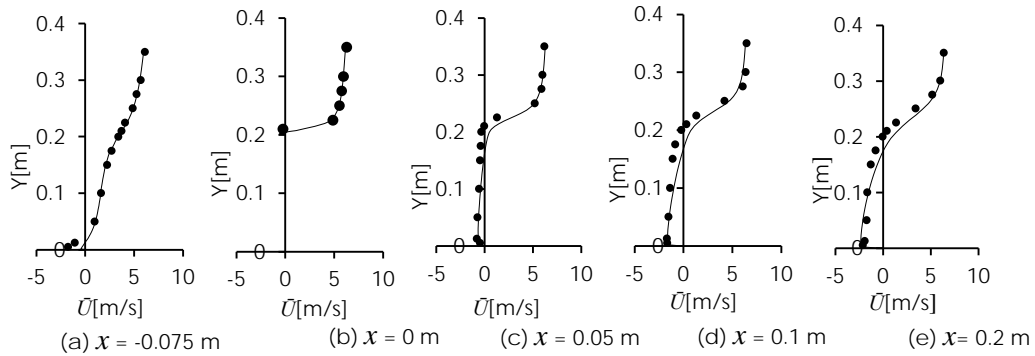 0.4 0.4 0.4 0.4 0.4
0.3 0.3 0.3 0.3 0.3
0.2 0.2 0.2 0.2 0.2
Y[m] Y[m] Y[m] Y[m] Y[m]
0.1 0.1 0.1 0.1 0.1
0 0 0 0 0
-5 0 5 10 -5 0 5 10 -5 0 5 10 -5 0 5 10 -5 0 5 10
Ū[m/s] Ū[m/s] Ū[m/s] Ū[m/s] Ū[m/s]
(a) x = -0.075 m (b) x = 0 m (c) x = 0.05 m (d) x = 0.1 m (e) x= 0.2 m